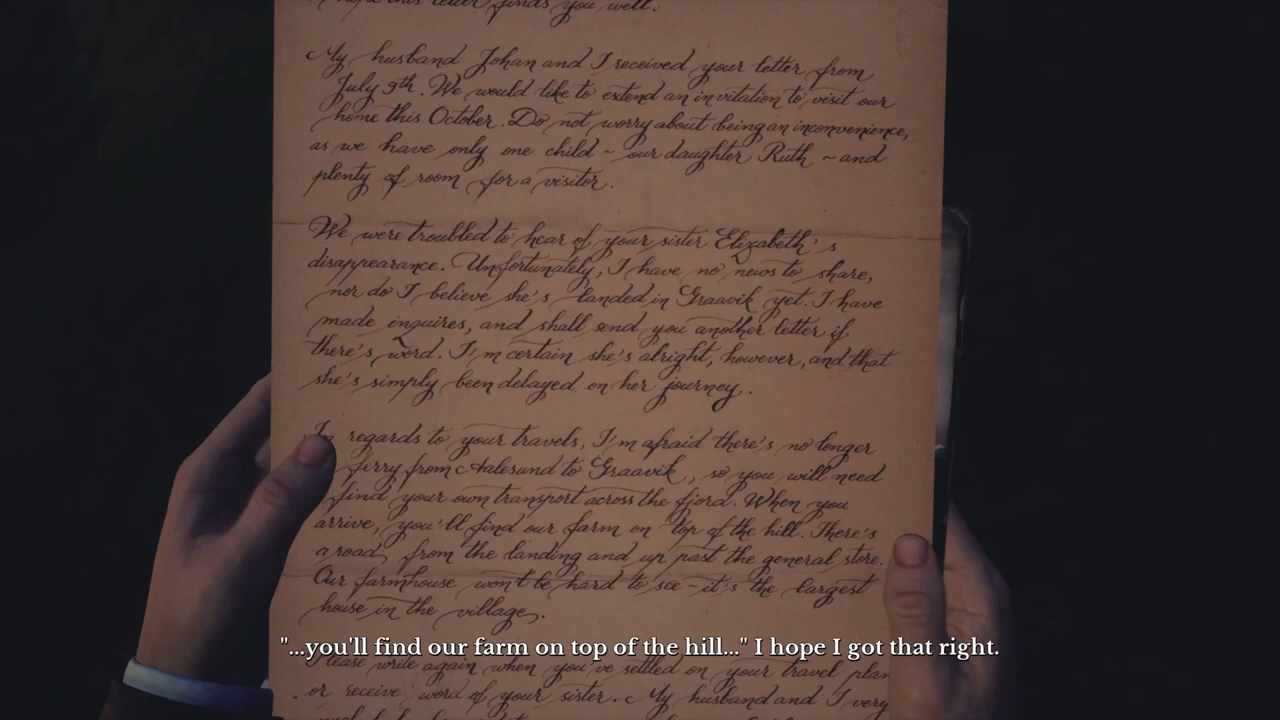 hope this letter finds you well.
My husband Johan and I received your letter from
July 9th. We would like to extend an invitation to visit our
home this October. Do not worry about being an inconvenience,
as we have only one child ~ our daughter Ruth ~ and
plenty of room for a visitor.
We were troubled to hear of your sister Elizabeth's
disappearance. Unfortunately, I have no news to share,
nor do I believe she's landed in Graavik yet. I have
made inquires, and shall send you another letter if
there's word. I'm certain she's alright, however, and that
she's simply been delayed on her journey.
In regards to your travels, I'm afraid there's no longer
ferry from Aalesund to Graavik, so you will need
find your own transport across the fjord. When you
arrive, you'll find our farm on top of the hill. There's
a road from the landing and up past the general store.
Our farmhouse won't be hard to see ~ it's the largest
house in the village.
"...you'll find our farm on top of the hill..." I hope I got that right.
Please write again when you've settled on your travel plan
or receive word of your sister. My husband and I very